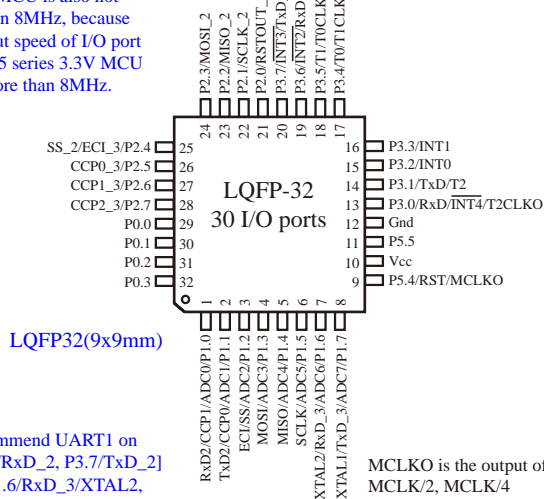 MCU is also not
n 8MHz, because
ut speed of I/O port
5 series 3.3V MCU
ore than 8MHz.
P2.3/MOSI_2
P2.2/MISO_2
P2.1/SCLK_2
P2.0/RSTOUT_
P3.7/INT3/TxD_
P3.6/INT2/RxD
P3.5/T1/T0CLK
P3.4/T0/T1CLK
24 23 22 21 20 19 18 17
SS_2/ECI_3/P2.4 25
CCP0_3/P2.5 26
CCP1_3/P2.6 27
CCP2_3/P2.7 28
P0.0 29
P0.1 30
P0.2 31
P0.3 32
LQFP-32
30 I/O ports
16 P3.3/INT1
15 P3.2/INT0
14 P3.1/TxD/T2
13 P3.0/RxD/INT4/T2CLKO
12 Gnd
11 P5.5
10 Vcc
9 P5.4/RST/MCLKO
1 2 3 4 5 6 7 8
RxD2/CCP1/ADC0/P1.0
TxD2/CCP0/ADC1/P1.1
ECI/SS/ADC2/P1.2
MOSI/ADC3/P1.3
MISO/ADC4/P1.4
SCLK/ADC5/P1.5
XTAL2/RxD_3/ADC6/P1.6
XTAL1/TxD_3/ADC7/P1.7
LQFP32(9x9mm)
mmend UART1 on
/RxD_2, P3.7/TxD_2]
.6/RxD_3/XTAL2,
MCLKO is the output of
MCLK/2, MCLK/4